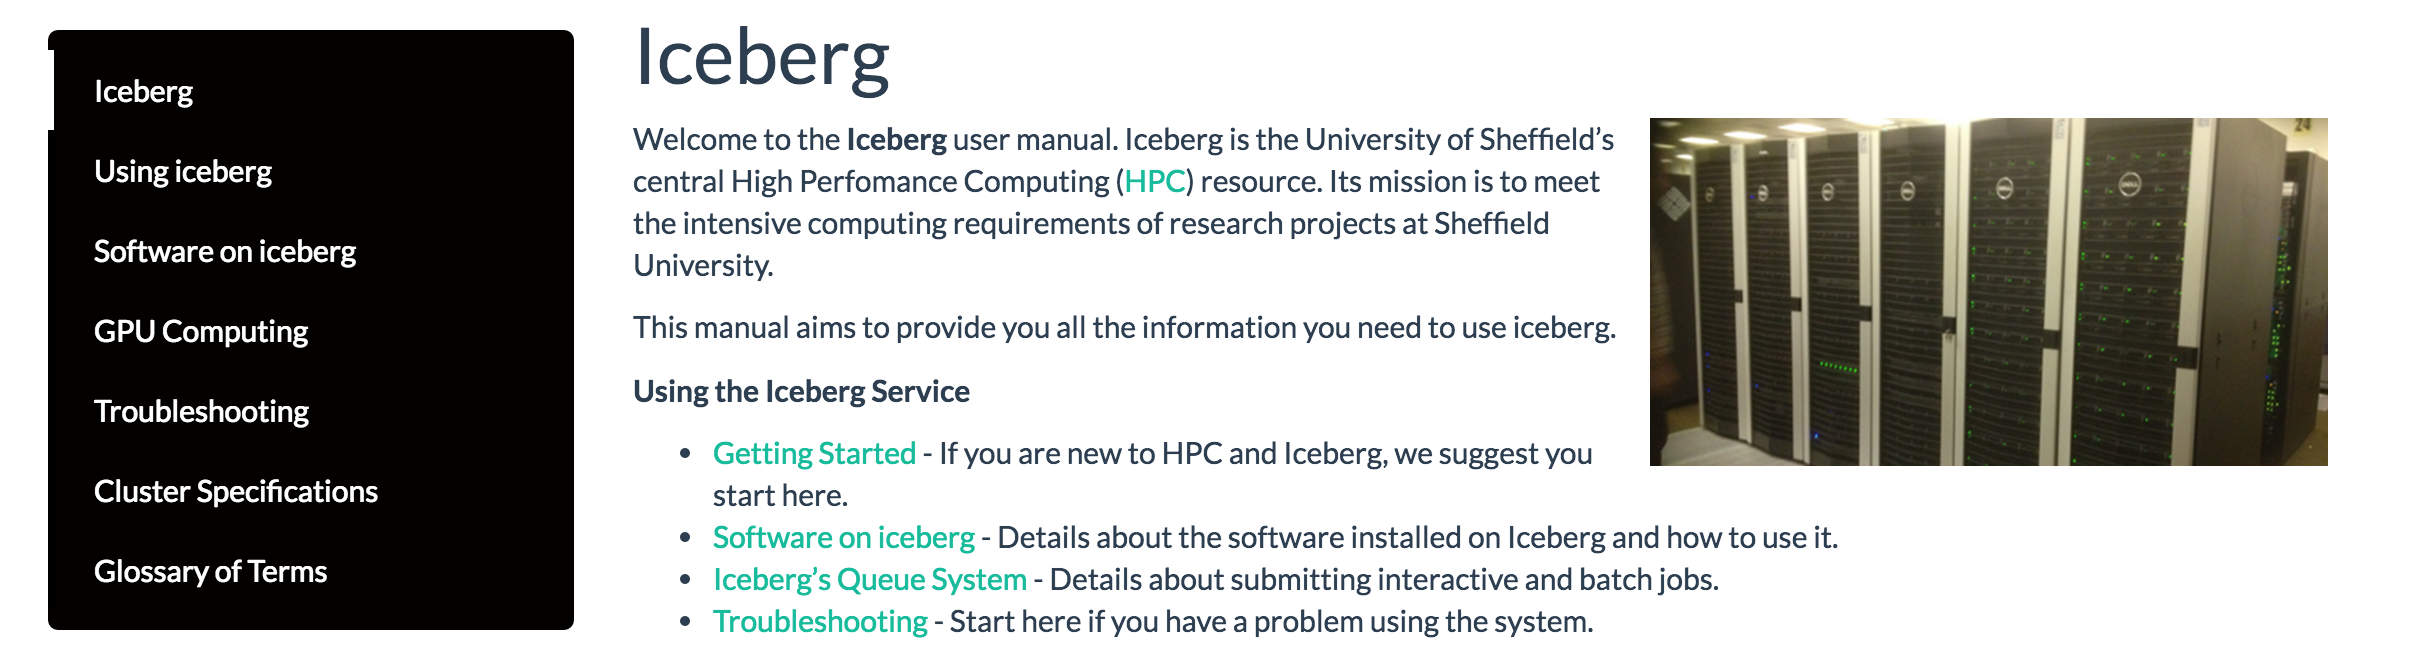 Iceberg
Using iceberg
Software on iceberg
GPU Computing
Troubleshooting
Cluster Specifications
Glossary of Terms
Iceberg
Welcome to the Iceberg user manual. Iceberg is the University of Sheffield’s
central High Perfomance Computing (HPC) resource. Its mission is to meet
the intensive computing requirements of research projects at Sheffield
University.
This manual aims to provide you all the information you need to use iceberg.
Using the Iceberg Service
• Getting Started - If you are new to HPC and Iceberg, we suggest you
start here.
• Software on iceberg - Details about the software installed on Iceberg and how to use it.
• Iceberg’s Queue System - Details about submitting interactive and batch jobs.
• Troubleshooting - Start here if you have a problem using the system.
DELL